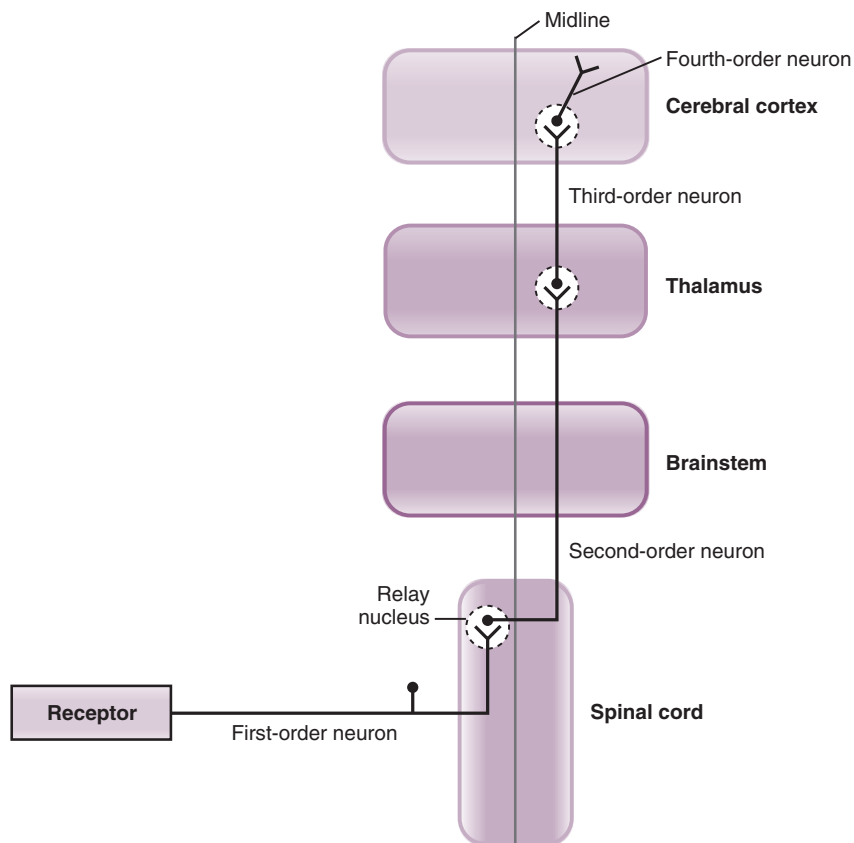 Midline
Fourth-order neuron
Cerebral cortex
Third-order neuron
Thalamus
Brainstem
Second-order neuron
Relay
nucleus
Receptor
Spinal cord
First-order neuron